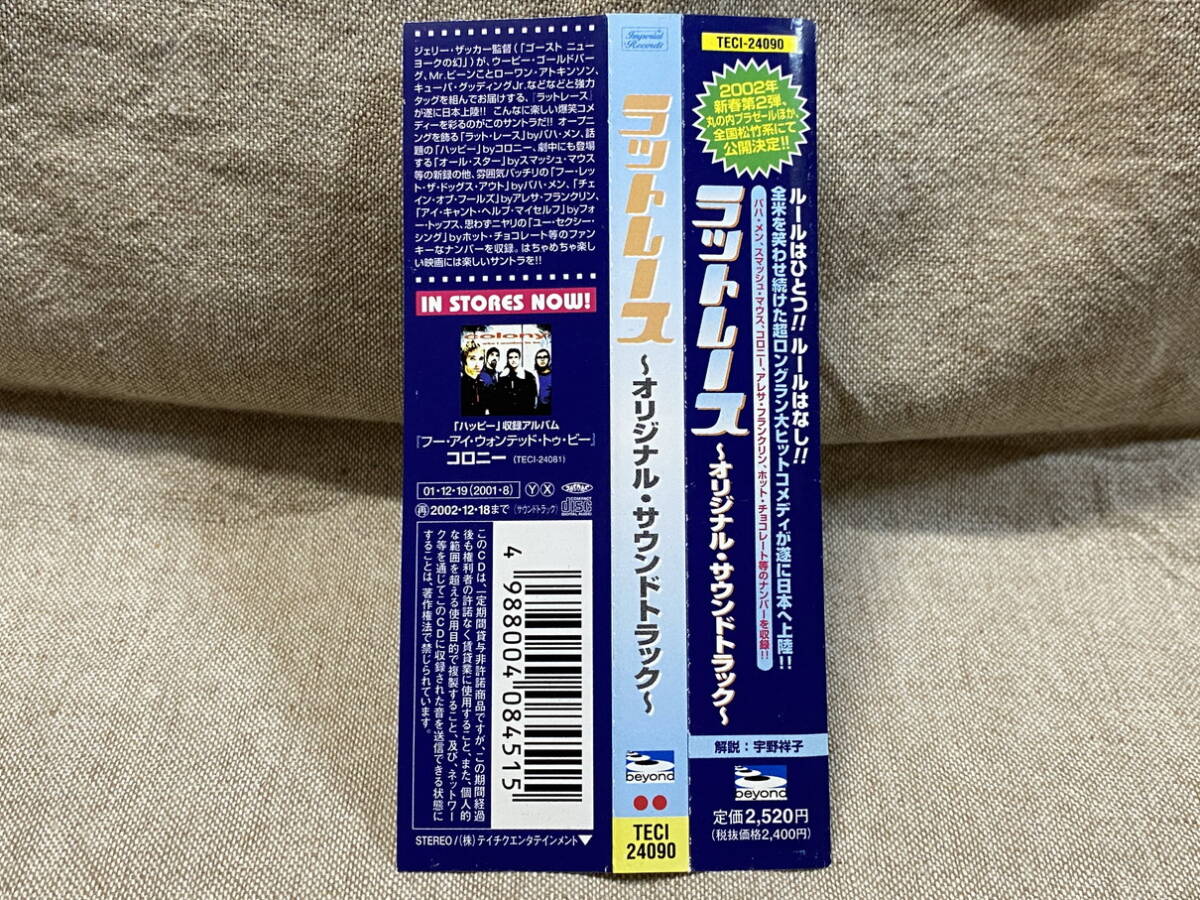 ジェリー・ザッカー監督(「ゴースト ニュー
ヨークの幻」)が、ウーピー・ゴールドバー
グ、Mr.ビーンことローワン・アトキンソン、
キューバ・グッディングJr.などなどと強力
タッグを組んでお届けする、『ラットレース』
が遂に日本上陸!! こんなに楽しい爆笑コメ
ディーを彩るのがこのサントラだ!! オープニ
ングを飾る「ラット・レース」byバハ・メン、話
題の「ハッピー」byコロニー、劇中にも登場
する「オール・スター」byスマッシュ・マウス
等の新録の他、雰囲気バッチリの「フー・レッ
ト・ザ・ドッグス・アウト」byバハ・メン、「チェ
イン・オブ・フールズ」byアレサ・フランクリン、
「アイ・キャント・ヘルプ・マイセルフ」byフォ
ー・トップス、思わずニヤリの「ユー・セクシー・
シング」byホット・チョコレート等のファン
キーなナンバーを収録。はちゃめちゃ楽し
い映画には楽しいサントラを!!
IN STORES NOW!
colony
「ハッピー」収録アルバム
『フー・アイ・ウォンテッド・トゥ・ビー』
コロニー (TECI-24081)
01・12・19(2001・8) Ⓨ Ⓧ
再 2002・12・18まで (サウンドトラック)
COMPACT
disc
DIGITAL AUDIO
このCDは、一定期間貸与非許諾商品ですが、この期間経過
後も権利者の許諾なく賃貸業に使用すること、また、個人的
な範囲を超える使用目的で複製すること、及び、ネットワー
ク等を通じてこのCDに収録された音を送信できる状態に
することは、著作権法で禁じられています。
4 988004 084515
STEREO/(株)テイチクエンタテインメント▼
Imperial
Records
ラットレース
～オリジナル・サウンドトラック～
beyond
TECI
24090
TECI-24090
2002年
新春第2弾、
丸の内プラゼールほか、
全国松竹系にて
公開決定!!
ルールはひとつ!! ルールはなし!!
全米を笑わせ続けた超ロングラン大ヒットコメディが遂に日本へ上陸!!
バハ・メン、スマッシュ・マウス、コロニー、アレサ・フランクリン、ホット・チョコレート等のナンバーを収録!!
ラットレース
～オリジナル・サウンドトラック～
解説：宇野祥子
beyond
定価2,520円
(税抜価格2,400円)